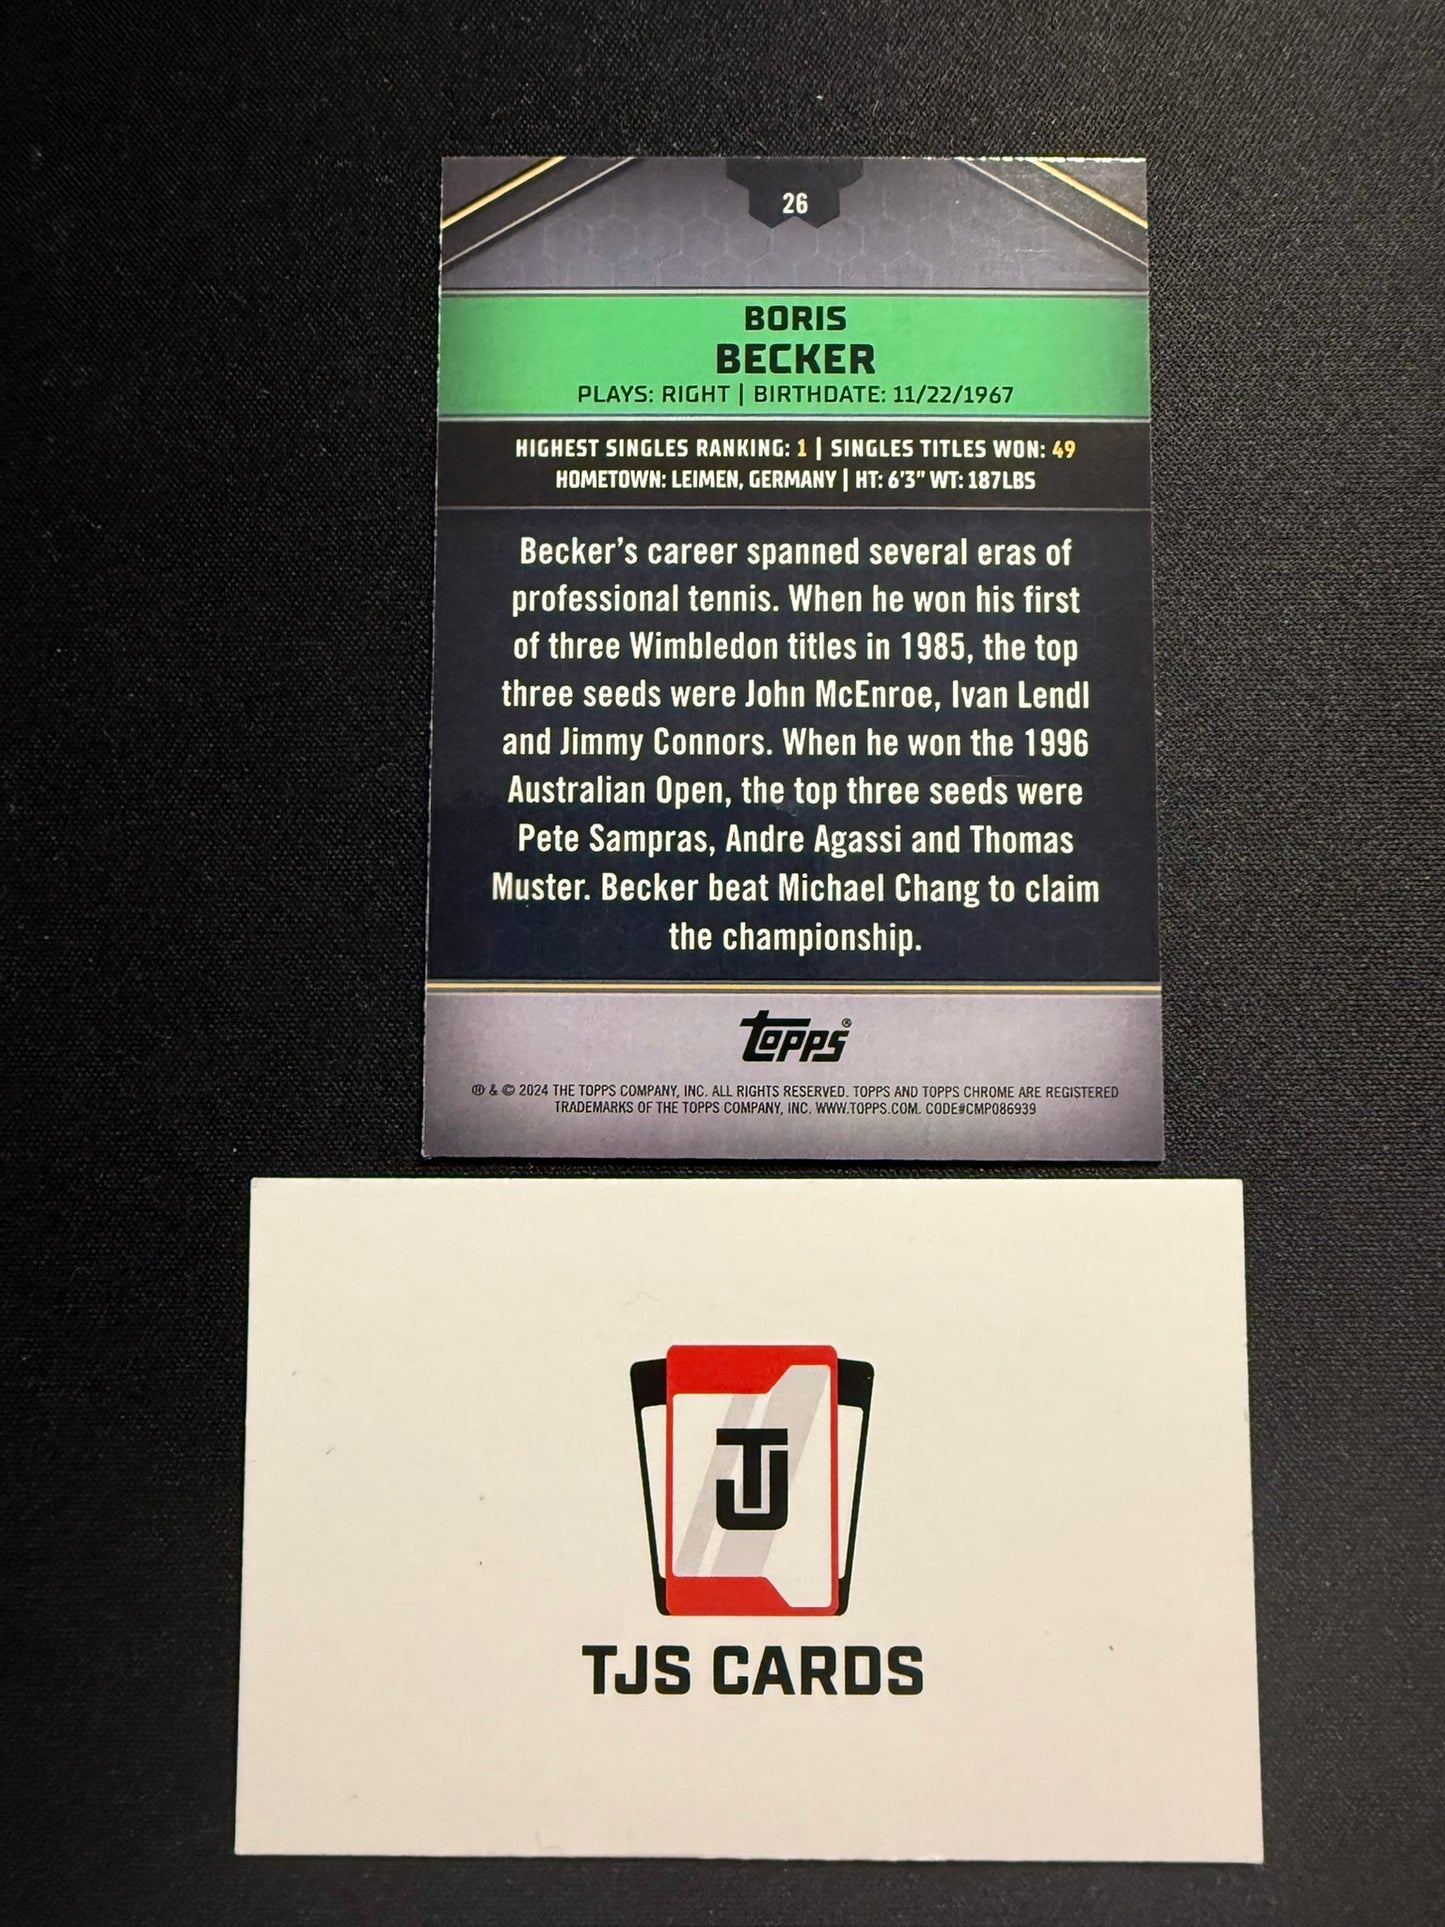 26
BORIS
BECKER
PLAYS: RIGHT | BIRTHDATE: 11/22/1967
HIGHEST SINGLES RANKING: 1 | SINGLES TITLES WON: 49
HOMETOWN: LEIMEN, GERMANY | HT: 6'3" WT: 187LBS
Becker's career spanned several eras of
professional tennis. When he won his first
of three Wimbledon titles in 1985, the top
three seeds were John McEnroe, Ivan Lendl
and Jimmy Connors. When he won the 1996
Australian Open, the top three seeds were
Pete Sampras, Andre Agassi and Thomas
Muster. Becker beat Michael Chang to claim
the championship.
topps®
® & © 2024 THE TOPPS COMPANY, INC. ALL RIGHTS RESERVED. TOPPS AND TOPPS CHROME ARE REGISTERED
TRADEMARKS OF THE TOPPS COMPANY, INC. WWW.TOPPS.COM. CODE#CMP086939
TJ
TJS CARDS